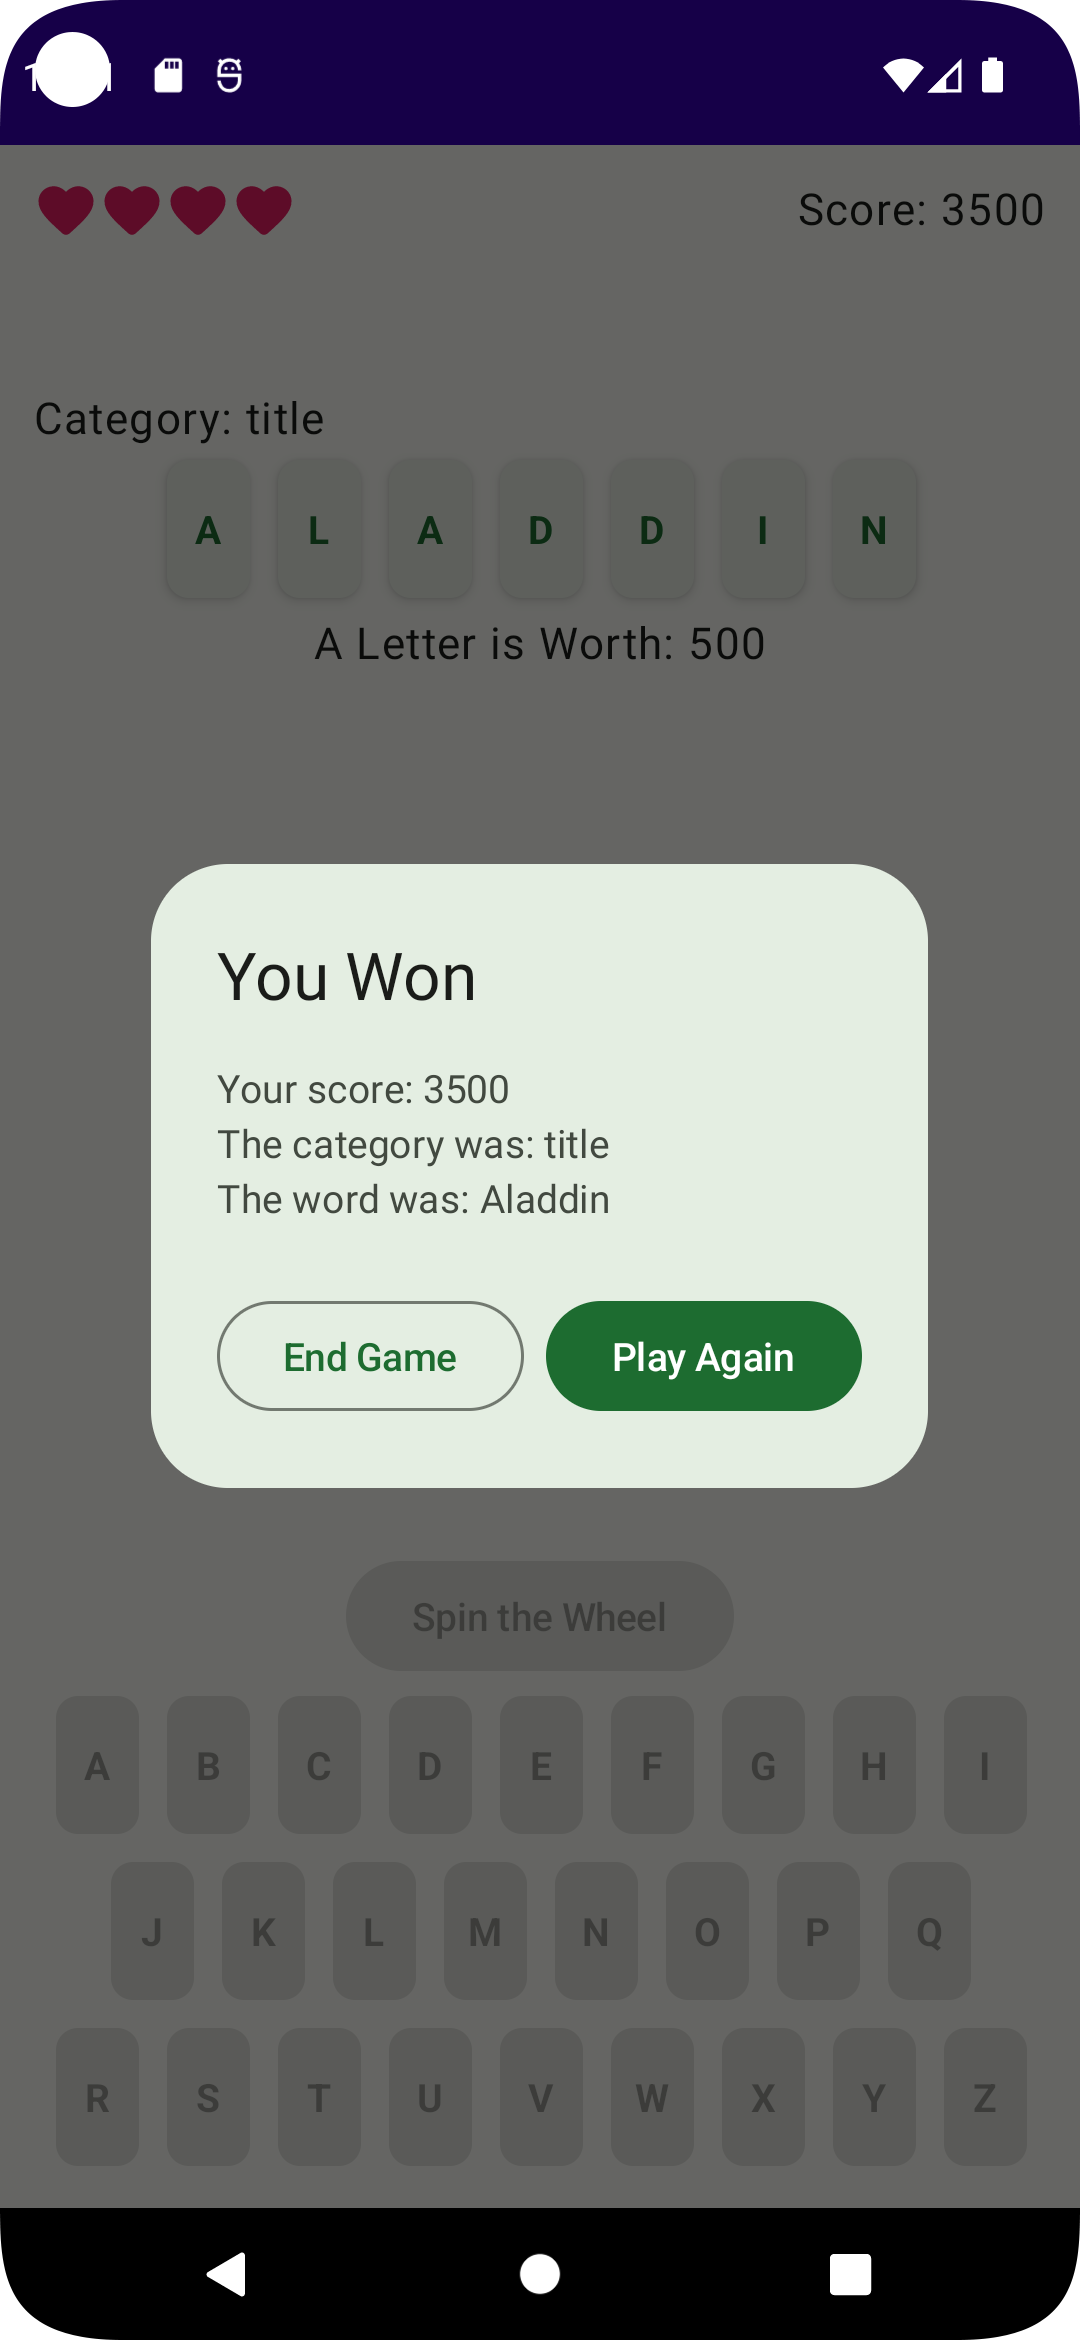 Score: 3500
Category: title
A L A D D I N
A Letter is Worth: 500
You Won
Your score: 3500
The category was: title
The word was: Aladdin
End Game Play Again
Spin the Wheel
A B C D E F G H I
J K L M N O P Q
R S T U V W X Y Z